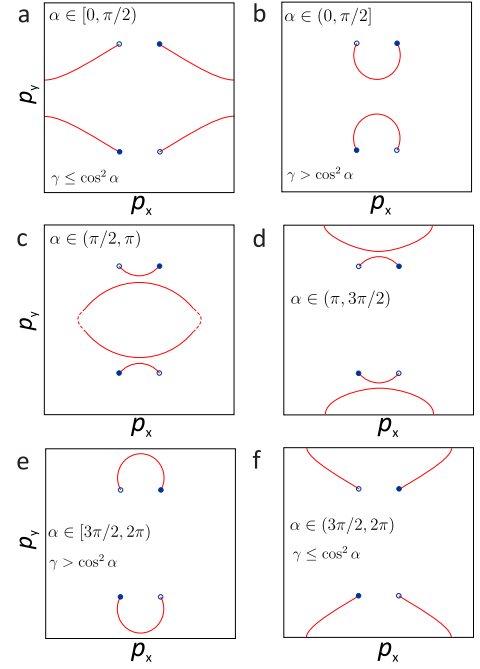 a
α ∈ [0, π/2)
γ ≤ cos² α
p_y
p_x
b
α ∈ (0, π/2]
γ > cos² α
p_x
c
α ∈ (π/2, π)
p_y
p_x
d
α ∈ (π, 3π/2)
p_x
e
α ∈ [3π/2, 2π)
γ > cos² α
p_y
p_x
f
α ∈ (3π/2, 2π)
γ ≤ cos² α
p_x